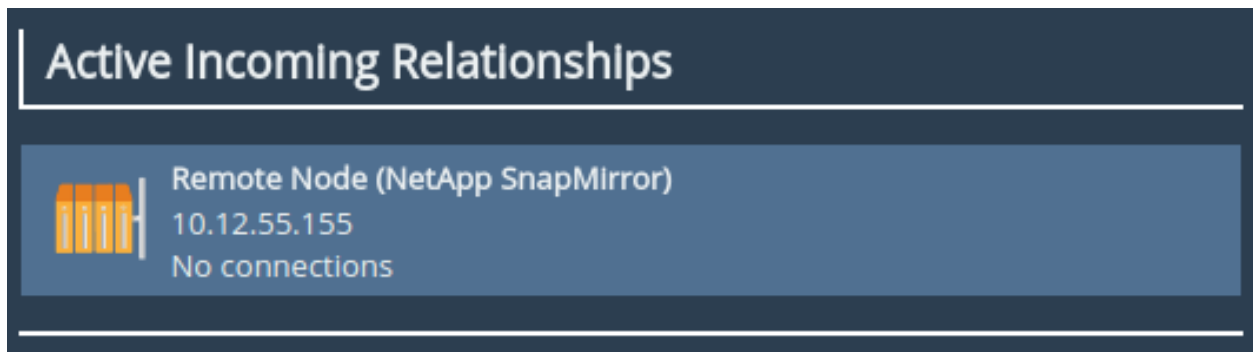 Active Incoming Relationships
Remote Node (NetApp SnapMirror)
10.12.55.155
No connections